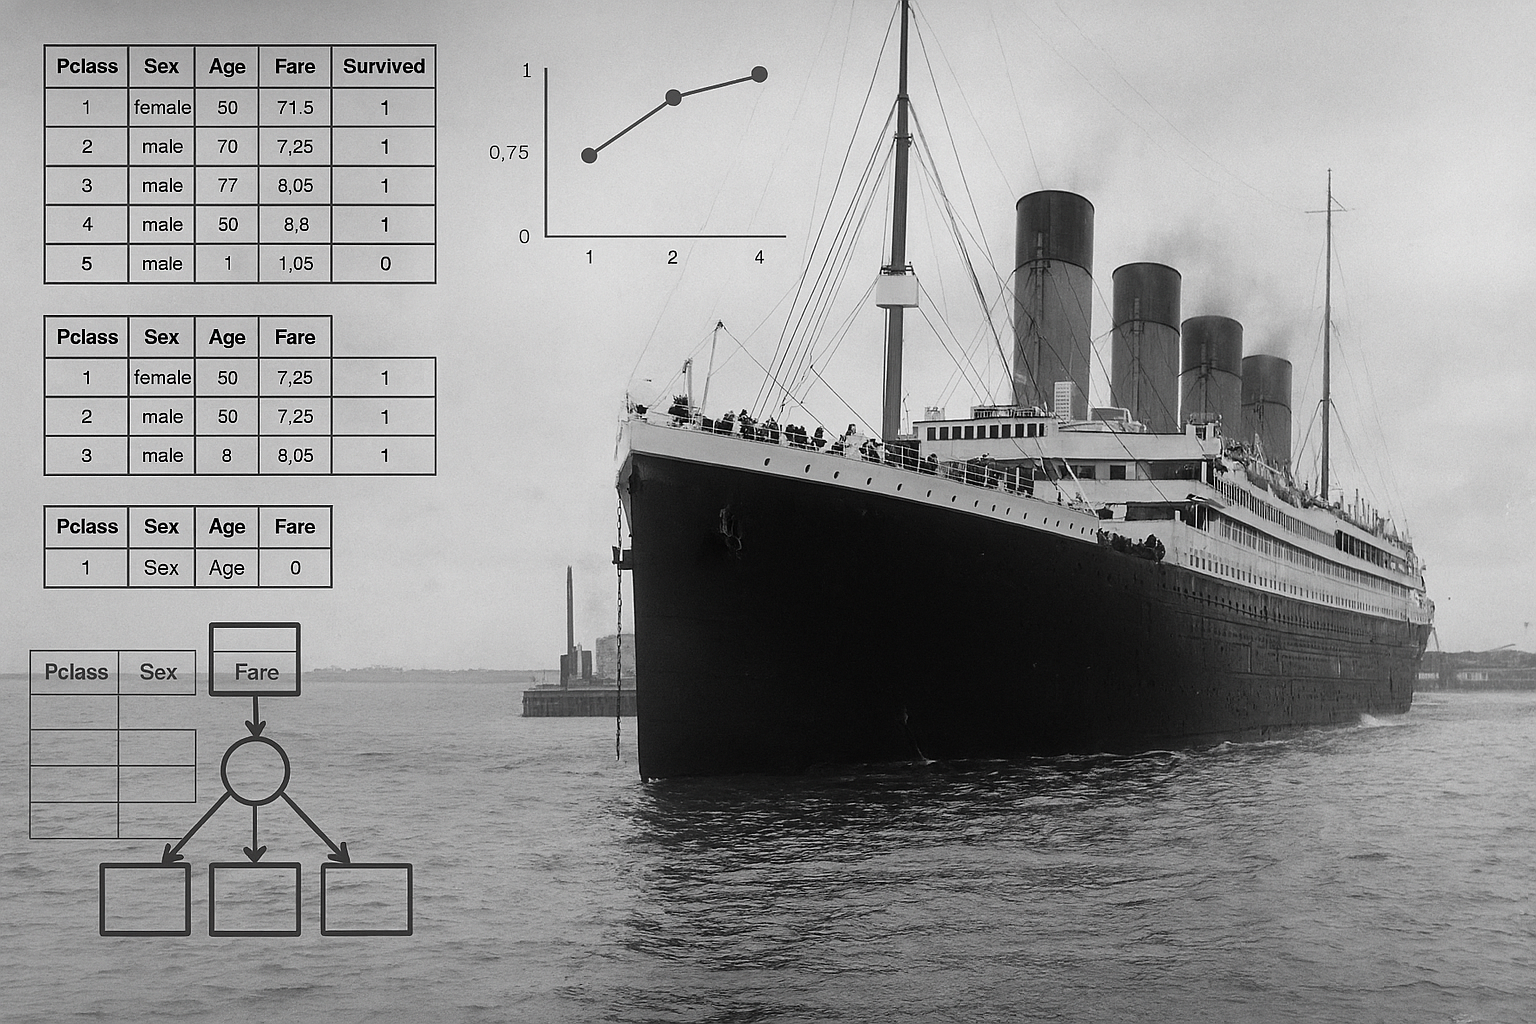 Pclass Sex Age Fare Survived
1 female 50 71.5 1
2 male 70 7,25 1
3 male 77 8,05 1
4 male 50 8,8 1
5 male 1 1,05 0
1
0,75
0
1 2 4
Pclass Sex Age Fare
1 female 50 7,25 1
2 male 50 7,25 1
3 male 8 8,05 1
Pclass Sex Age Fare
1 Sex Age 0
Pclass Sex Fare